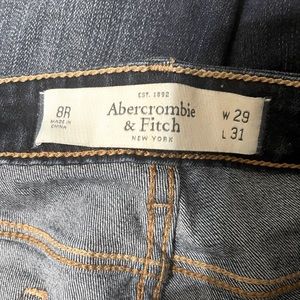 EST. 1892
8R
MADE IN
CHINA
Abercrombie
& Fitch
NEW YORK
W 29
L 31